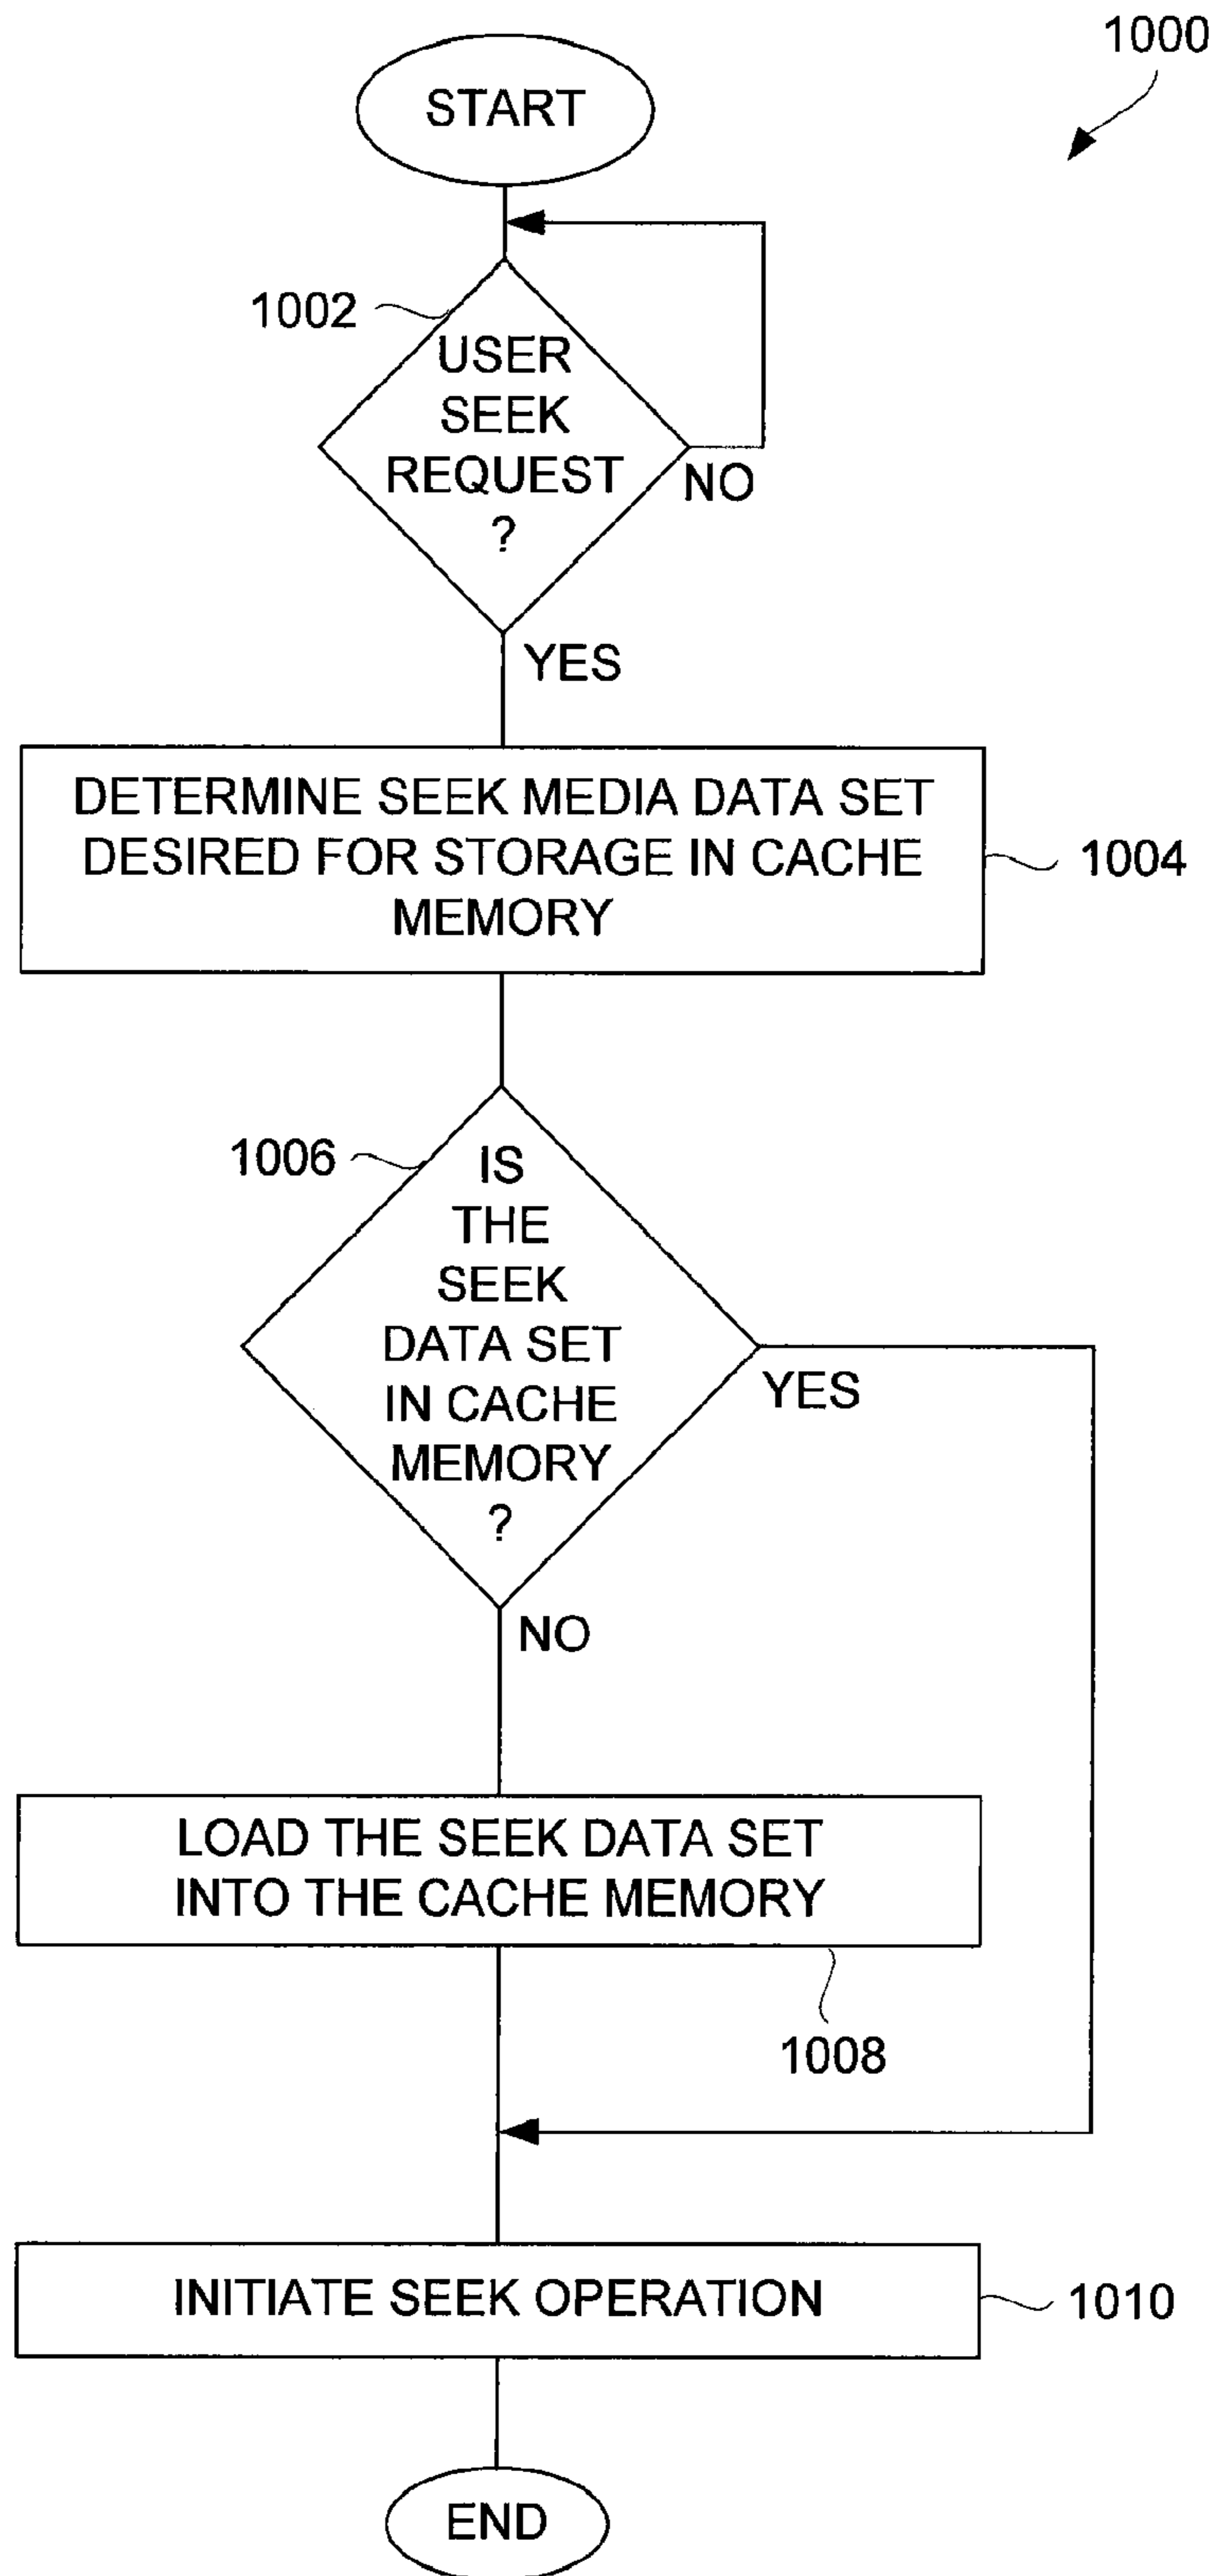 1000
START
1002
USER
SEEK
REQUEST
?
NO
YES
DETERMINE SEEK MEDIA DATA SET
DESIRED FOR STORAGE IN CACHE
MEMORY
1004
1006
IS
THE
SEEK
DATA SET
IN CACHE
MEMORY
?
YES
NO
LOAD THE SEEK DATA SET
INTO THE CACHE MEMORY
1008
INITIATE SEEK OPERATION
1010
END